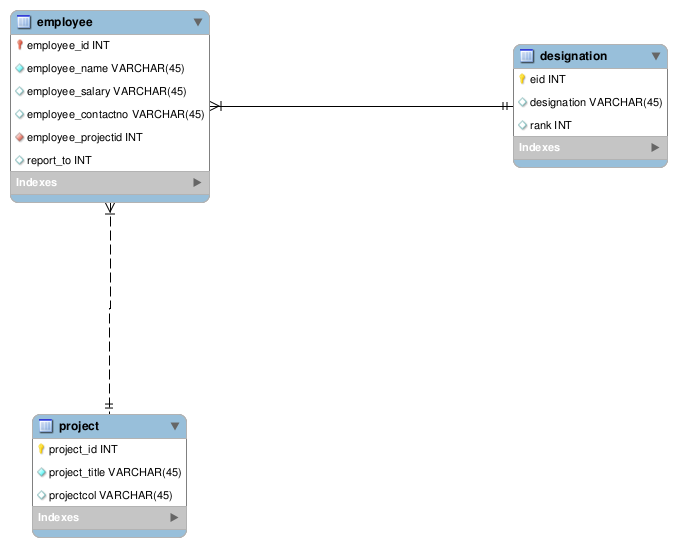 employee
employee_id INT
employee_name VARCHAR(45)
employee_salary VARCHAR(45)
employee_contactno VARCHAR(45)
employee_projectid INT
report_to INT
Indexes
designation
eid INT
designation VARCHAR(45)
rank INT
Indexes
project
project_id INT
project_title VARCHAR(45)
projectcol VARCHAR(45)
Indexes